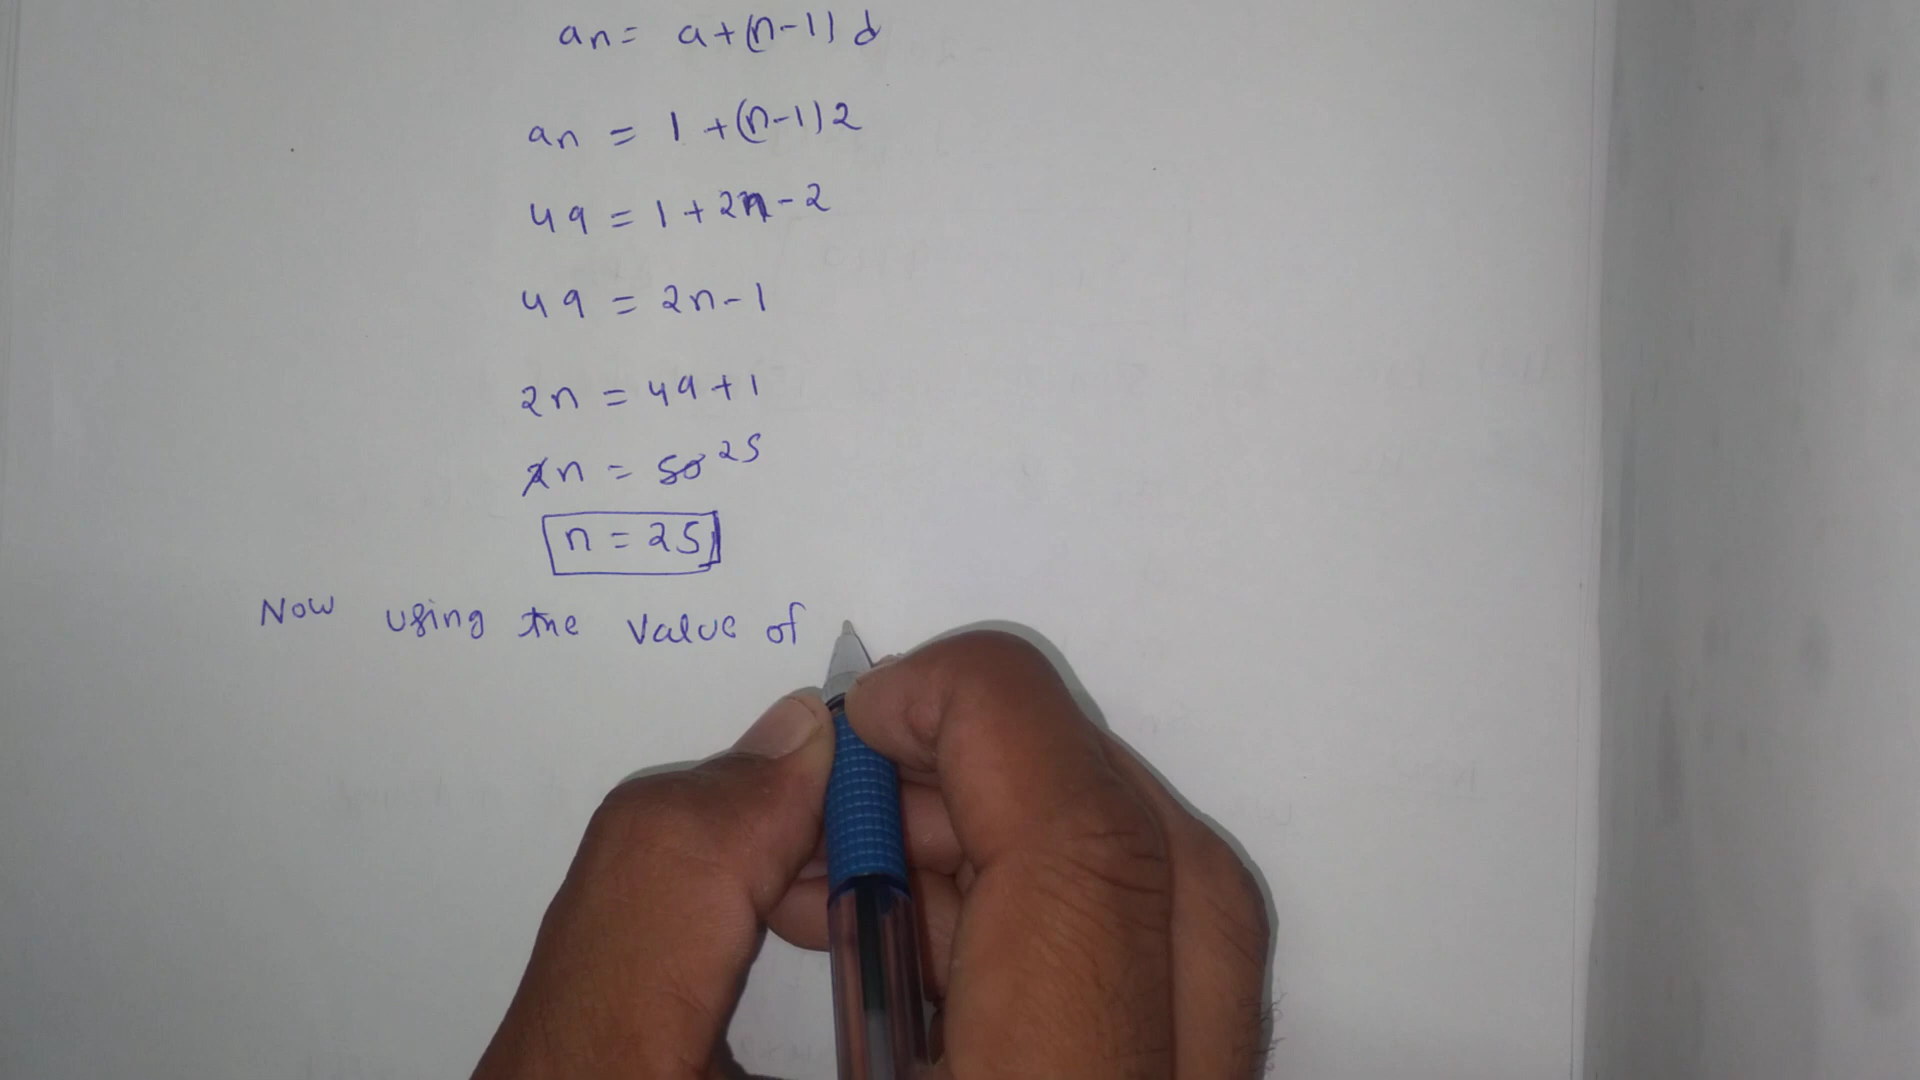 an = a+(n-1) d
an = 1 +(n-1)2
49 = 1 + 2n - 2
49 = 2n - 1
2n = 49 + 1
2n = 50 25
n = 25
Now using the value of